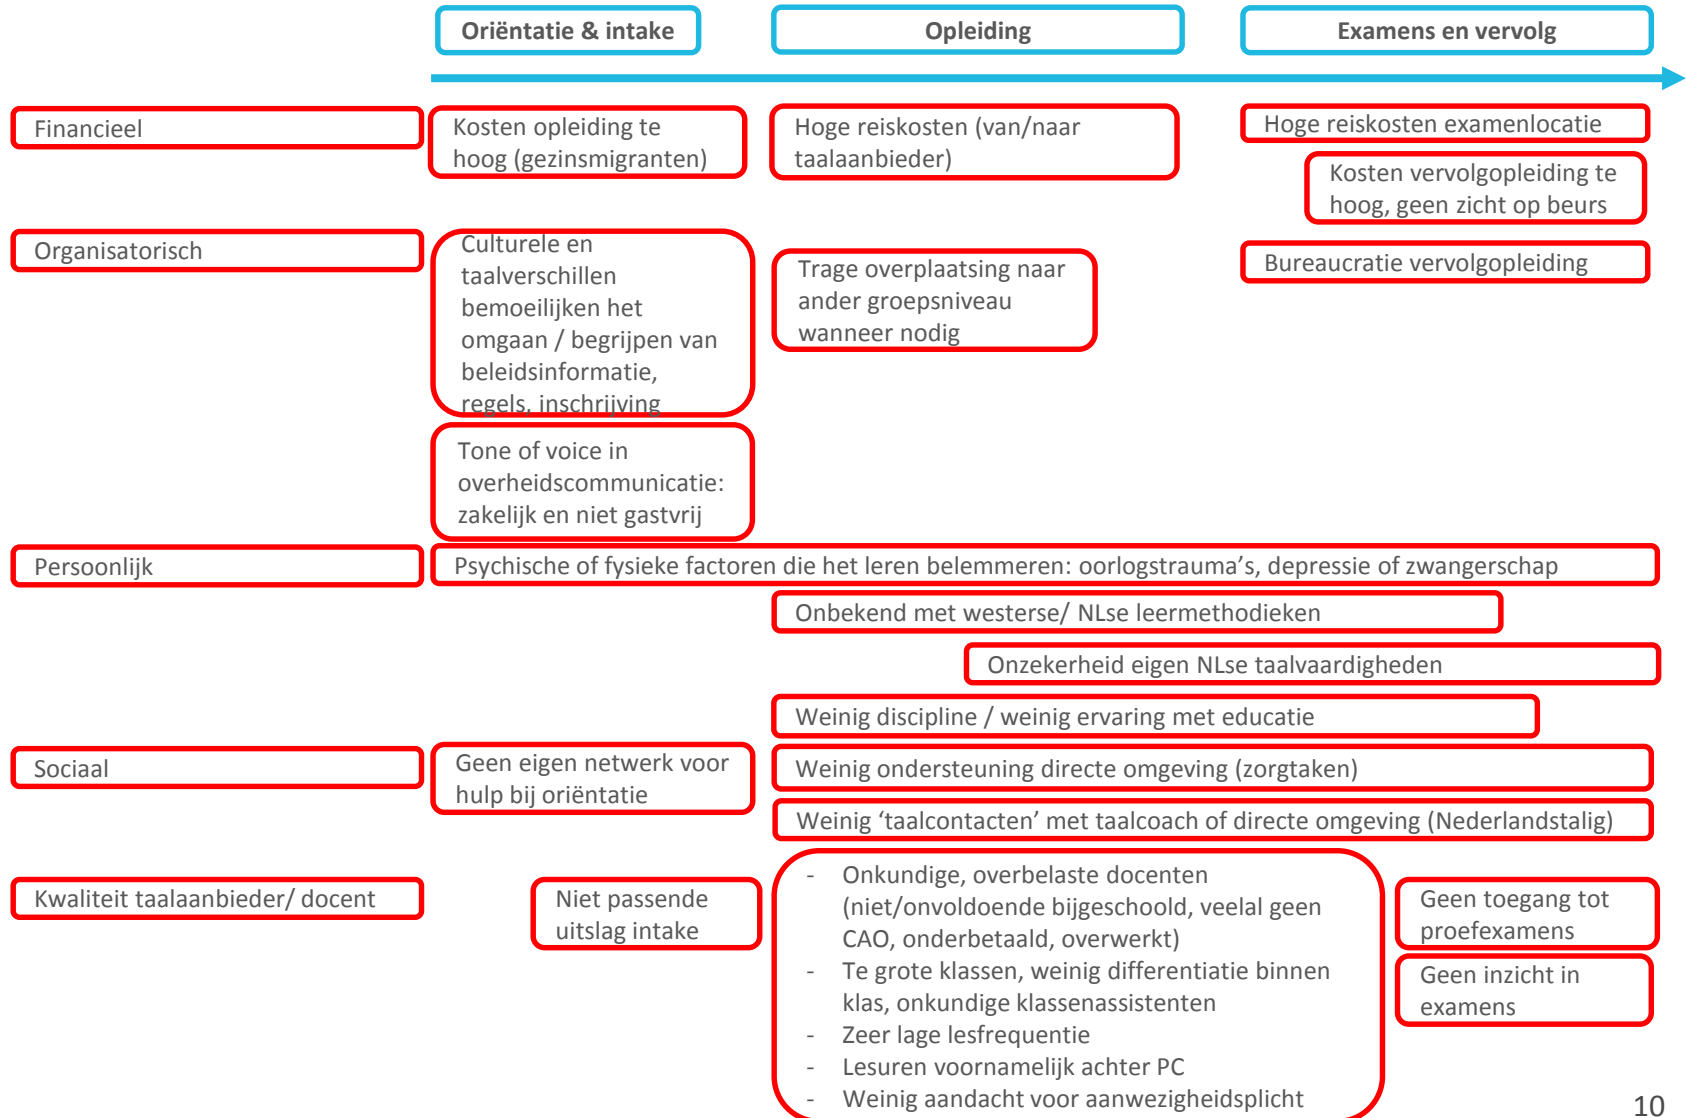 Oriëntatie & intake
Opleiding
Examens en vervolg
Financieel
Kosten opleiding te
hoog (gezinsmigranten)
Hoge reiskosten (van/naar
taalaanbieder)
Hoge reiskosten examenlocatie
Kosten vervolgopleiding te
hoog, geen zicht op beurs
Organisatorisch
Culturele en
taalverschillen
bemoeilijken het
omgaan / begrijpen van
beleidsinformatie,
regels, inschrijving
Trage overplaatsing naar
ander groepsniveau
wanneer nodig
Bureaucratie vervolgopleiding
Tone of voice in
overheidscommunicatie:
zakelijk en niet gastvrij
Persoonlijk
Psychische of fysieke factoren die het leren belemmeren: oorlogstrauma’s, depressie of zwangerschap
Onbekend met westerse/ NLse leermethodieken
Onzekerheid eigen NLse taalvaardigheden
Weinig discipline / weinig ervaring met educatie
Sociaal
Geen eigen netwerk voor
hulp bij oriëntatie
Weinig ondersteuning directe omgeving (zorgtaken)
Weinig ‘taalcontacten’ met taalcoach of directe omgeving (Nederlandstalig)
Kwaliteit taalaanbieder/ docent
Niet passende
uitslag intake
- Onkundige, overbelaste docenten
(niet/onvoldoende bijgeschoold, veelal geen
CAO, onderbetaald, overwerkt)
- Te grote klassen, weinig differentiatie binnen
klas, onkundige klassenassistenten
- Zeer lage lesfrequentie
- Lesuren voornamelijk achter PC
- Weinig aandacht voor aanwezigheidsplicht
Geen toegang tot
proefexamens
Geen inzicht in
examens
10